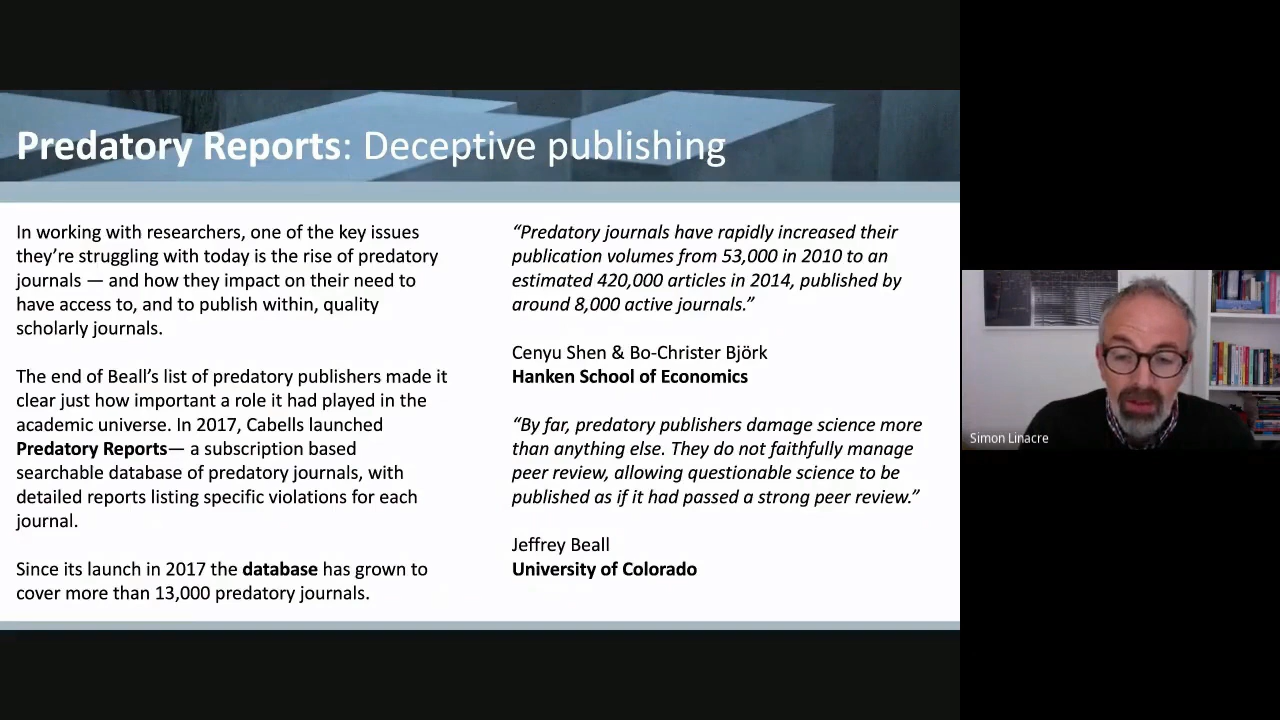 Predatory Reports: Deceptive publishing
In working with researchers, one of the key issues
they’re struggling with today is the rise of predatory
journals — and how they impact on their need to
have access to, and to publish within, quality
scholarly journals.
The end of Beall’s list of predatory publishers made it
clear just how important a role it had played in the
academic universe. In 2017, Cabells launched
Predatory Reports— a subscription based
searchable database of predatory journals, with
detailed reports listing specific violations for each
journal.
Since its launch in 2017 the database has grown to
cover more than 13,000 predatory journals.
“Predatory journals have rapidly increased their
publication volumes from 53,000 in 2010 to an
estimated 420,000 articles in 2014, published by
around 8,000 active journals.”
Cenyu Shen & Bo-Christer Björk
Hanken School of Economics
“By far, predatory publishers damage science more
than anything else. They do not faithfully manage
peer review, allowing questionable science to be
published as if it had passed a strong peer review.”
Jeffrey Beall
University of Colorado
Simon Linacre